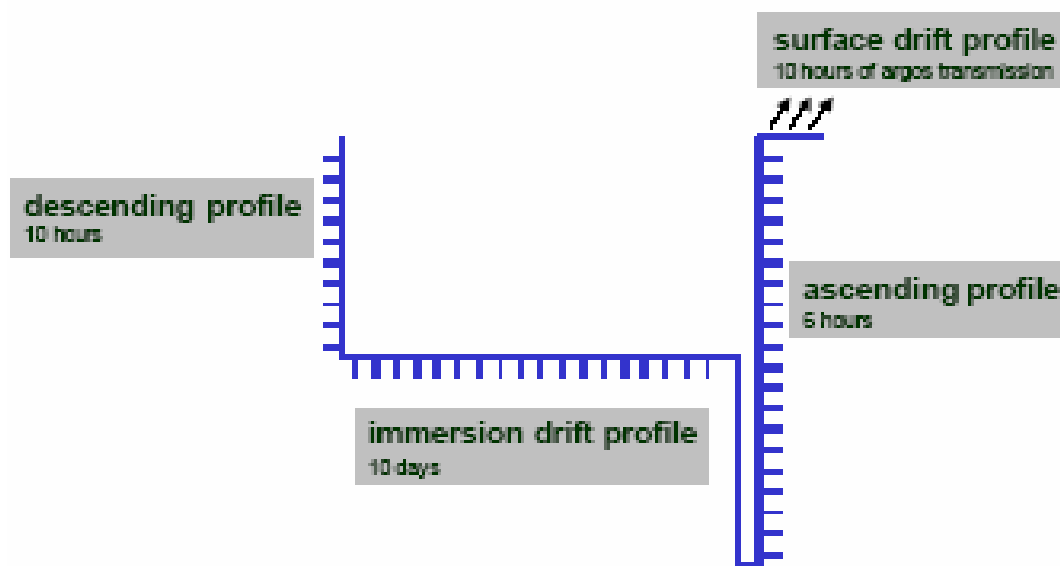 surface drift profile
10 hours of argos transmission
descending profile
10 hours
ascending profile
6 hours
immersion drift profile
10 days